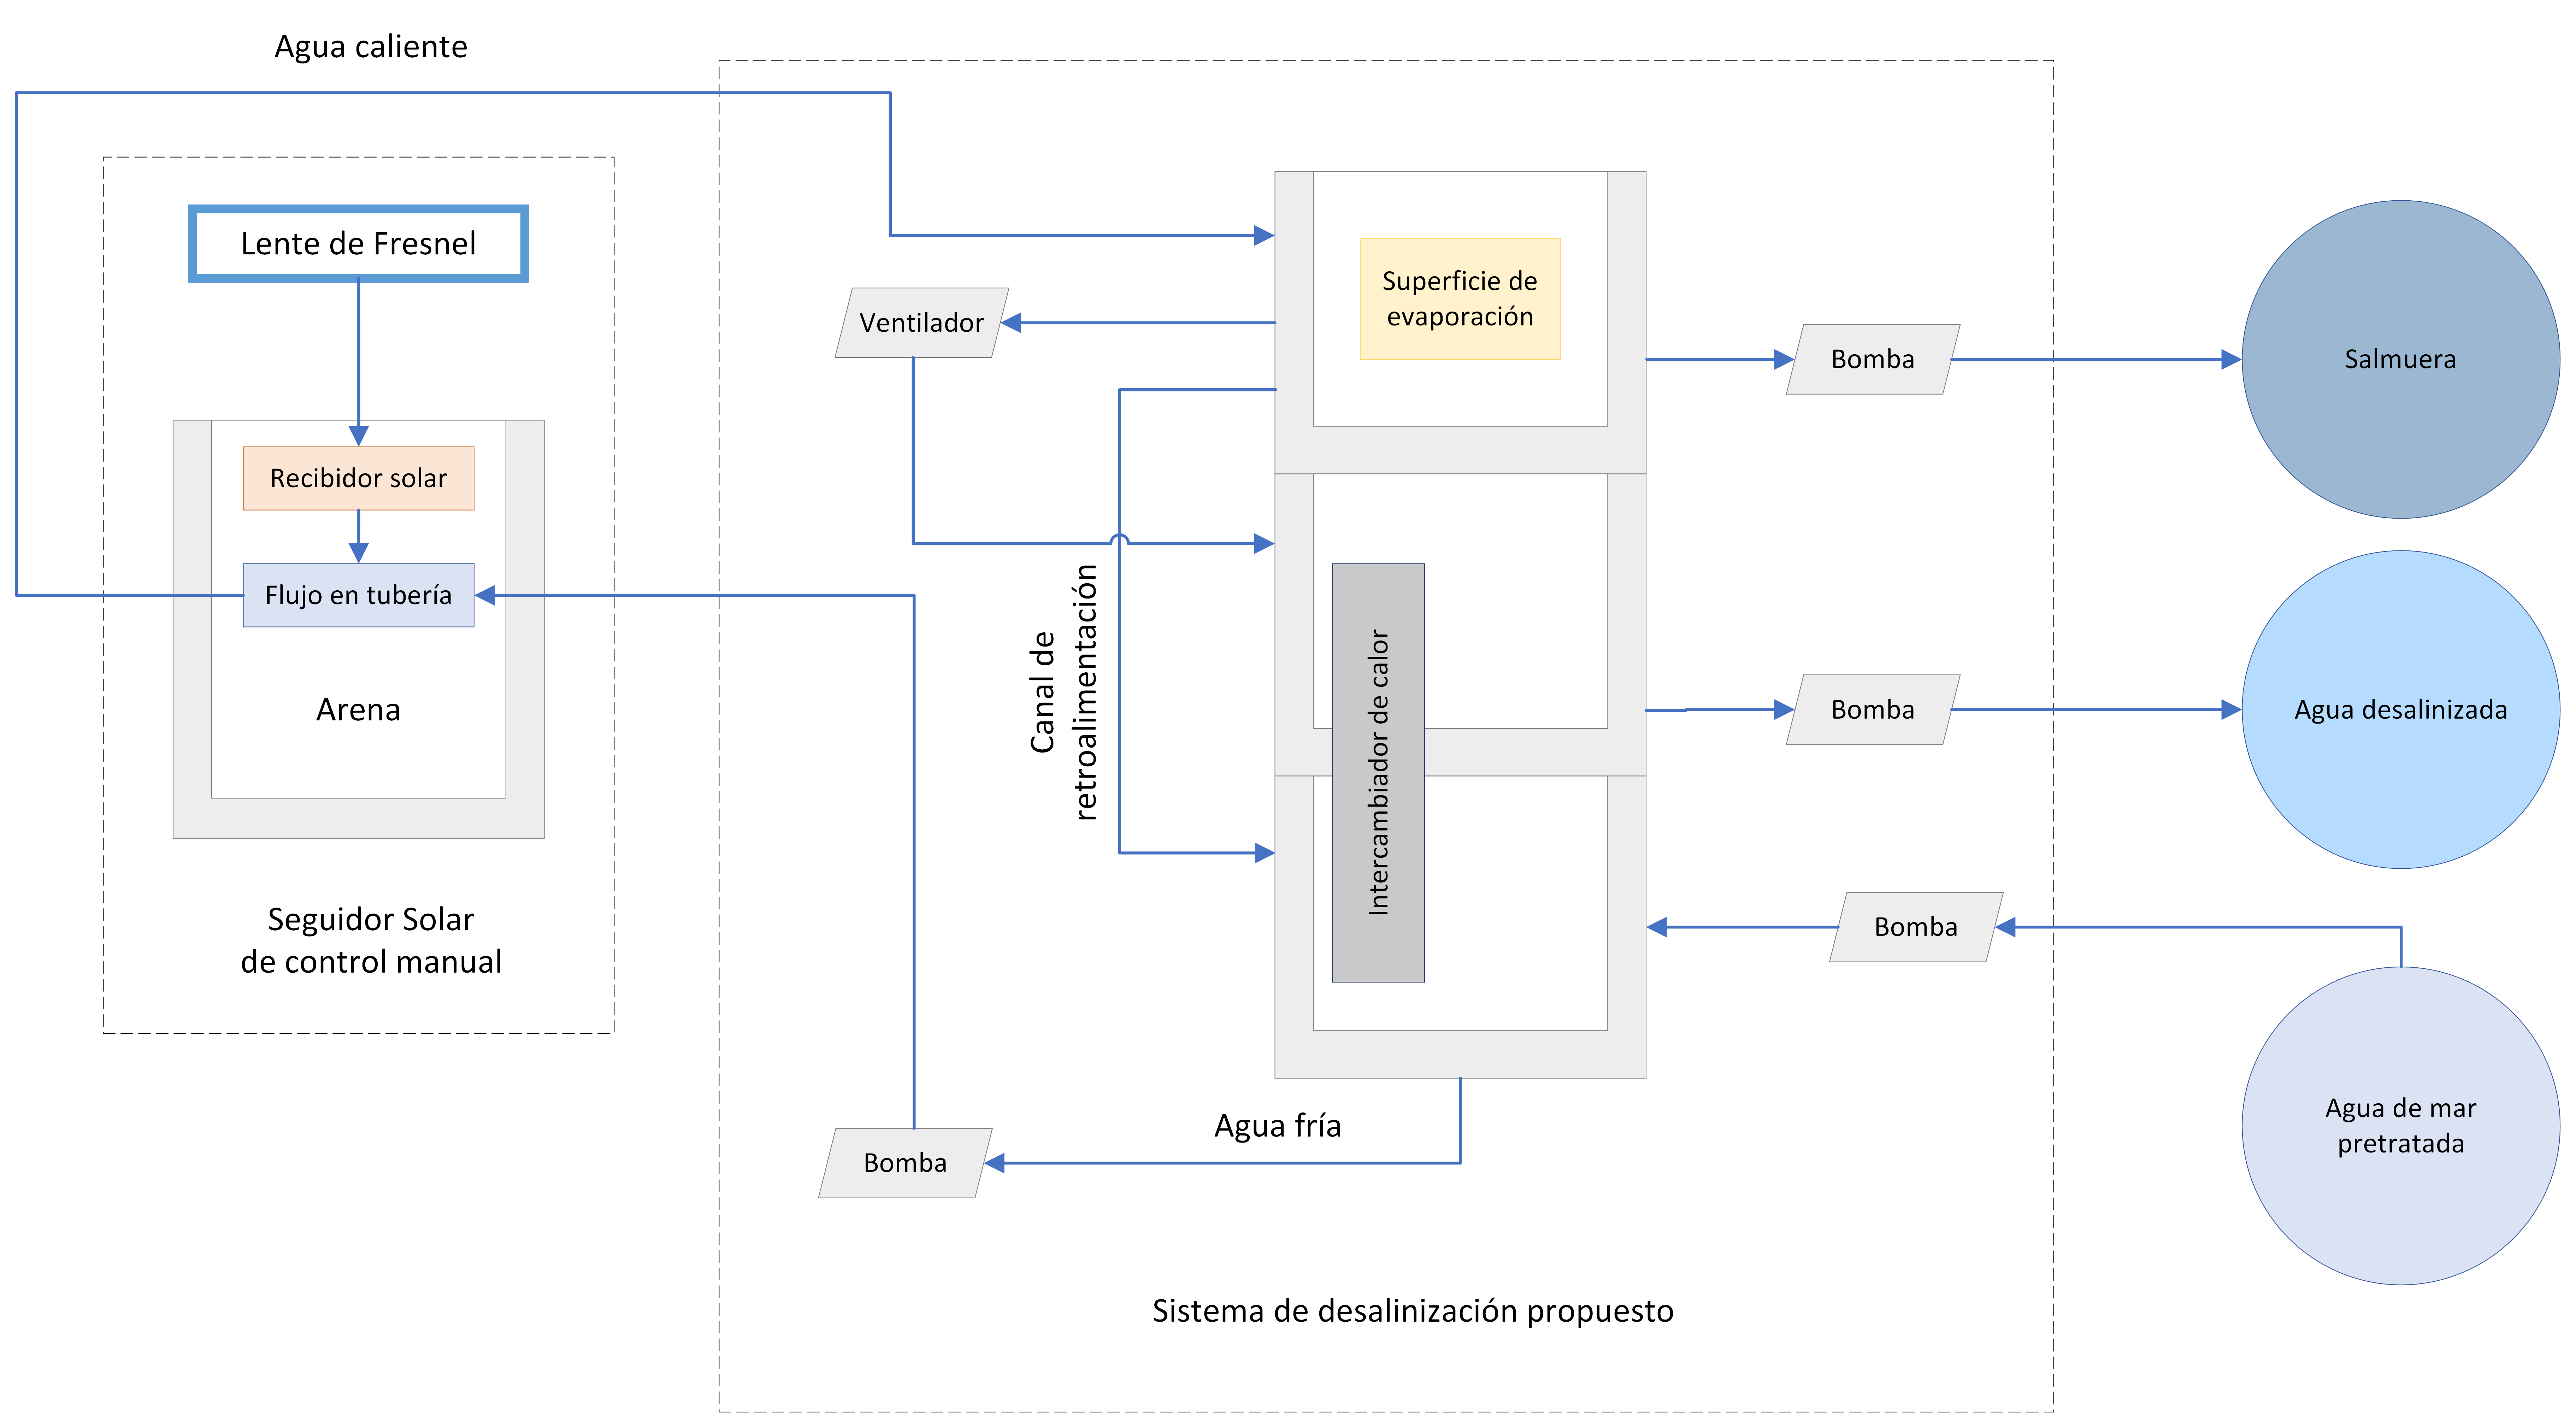 Agua caliente
Lente de Fresnel
Recibidor solar
Flujo en tubería
Arena
Seguidor Solar
de control manual
Ventilador
Superficie de
evaporación
Canal de
retroalimentación
Intercambiador de calor
Agua fría
Bomba
Sistema de desalinización propuesto
Bomba
Salmuera
Bomba
Agua desalinizada
Bomba
Agua de mar
pretratada